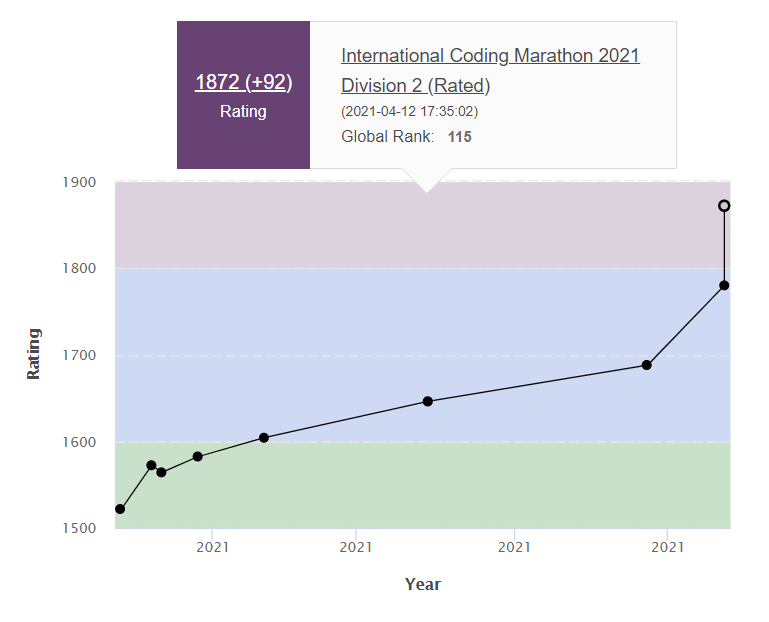 1872 (+92)
Rating
International Coding Marathon 2021
Division 2 (Rated)
(2021-04-12 17:35:02)
Global Rank: 115
1900
1800
1700
1600
1500
Rating
2021 2021 2021 2021
Year